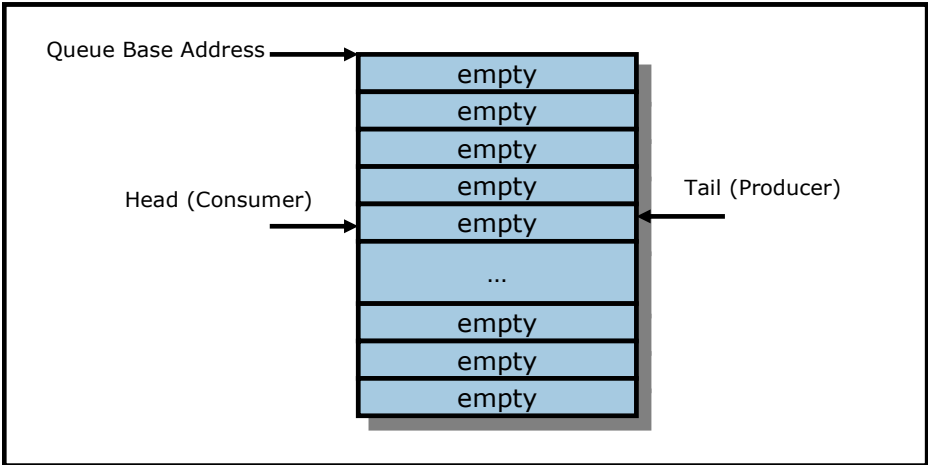 Queue Base Address
empty
empty
empty
empty
Head (Consumer)
Tail (Producer)
empty
...
empty
empty
empty